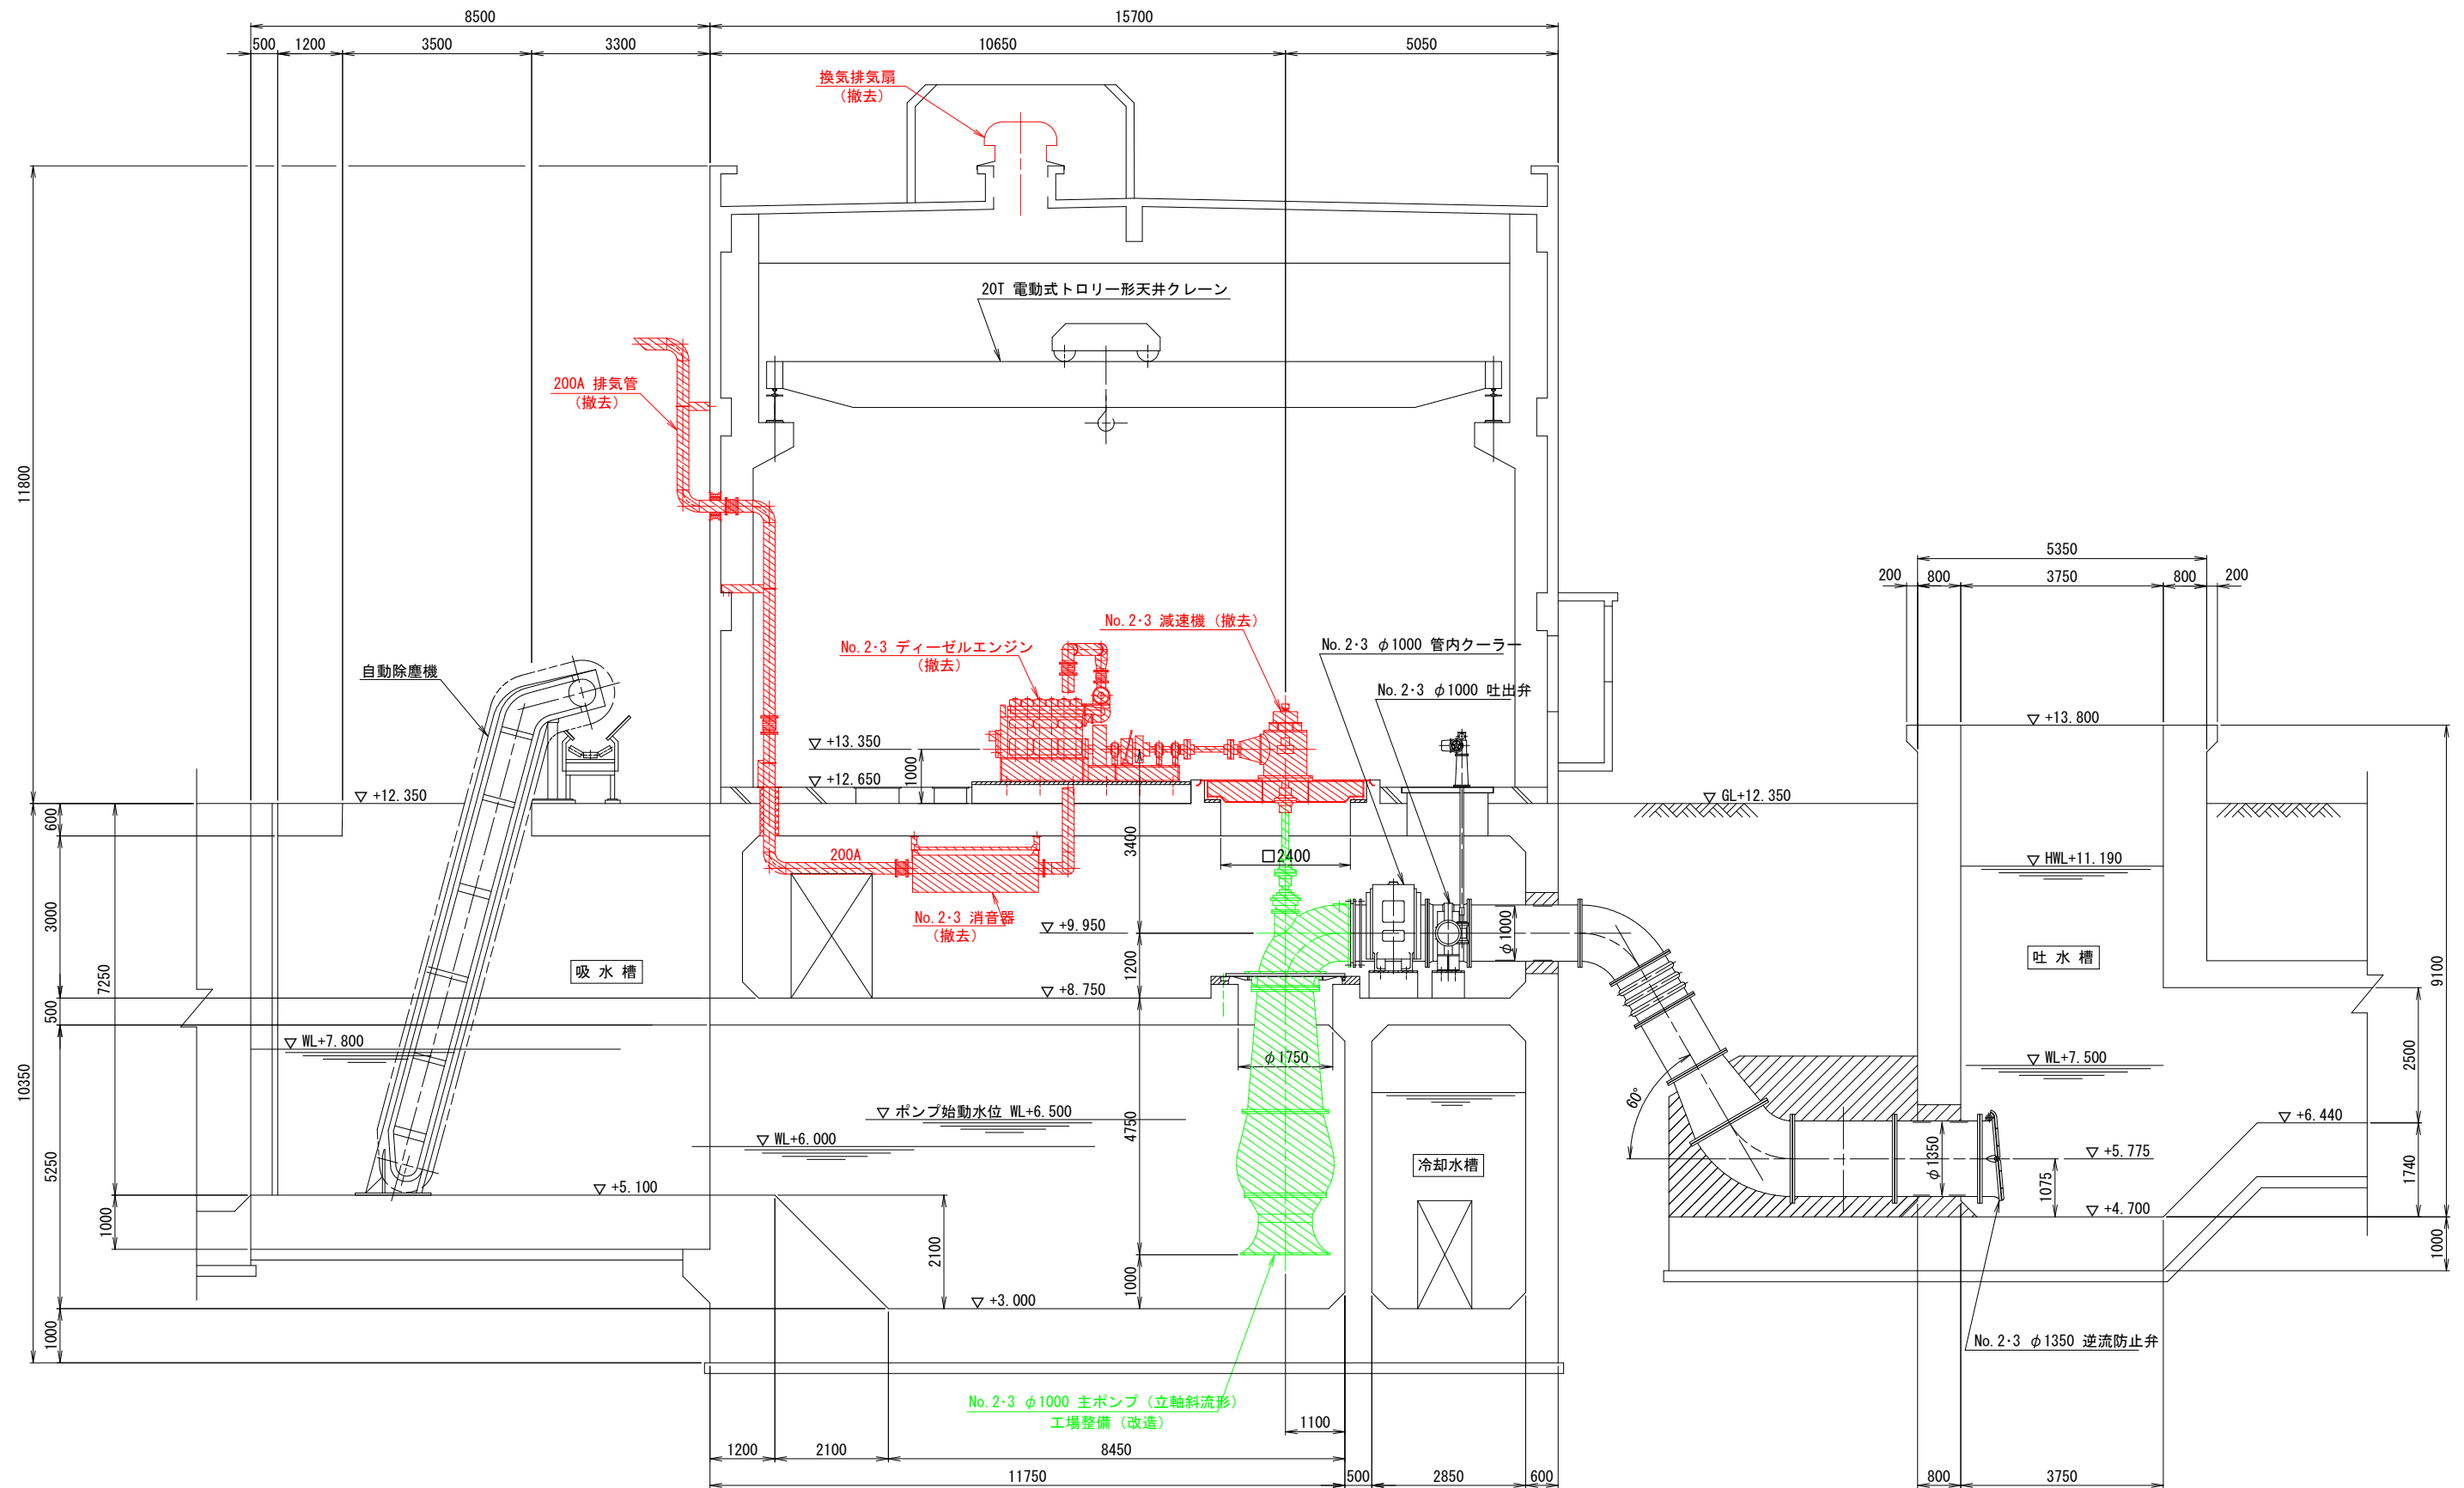 8500
15700
500
1200
3500
3300
10650
5050
換気排気扇
（撤去）
20T 電動式トロリー形天井クレーン
200A 排気管
（撤去）
11800
5350
200
800
3750
800
200
No.2・3 減速機（撤去）
No.2・3 ディーゼルエンジン
（撤去）
No.2・3 φ1000 管内クーラー
自動除塵機
No.2・3 φ1000 吐出弁
▽ +13.800
▽ +13.350
1000
▽ +12.650
▽ +12.350
▽ GL+12.350
600
3400
200A
□2400
▽ HWL+11.190
No.2・3 消音器
（撤去）
3000
▽ +9.950
φ1000
吸 水 槽
吐 水 槽
7250
1200
9100
▽ +8.750
500
▽ WL+7.800
φ1750
▽ WL+7.500
2500
10350
60°
▽ ポンプ始動水位 WL+6.500
4750
▽ +6.440
▽ WL+6.000
5250
冷却水槽
φ1350
▽ +5.775
1740
1075
▽ +5.100
▽ +4.700
1000
2100
1000
1000
▽ +3.000
1000
No.2・3 φ1350 逆流防止弁
No.2・3 φ1000 主ポンプ（立軸斜流形）
工場整備（改造）
1100
1200
2100
8450
11750
500
2850
600
800
3750